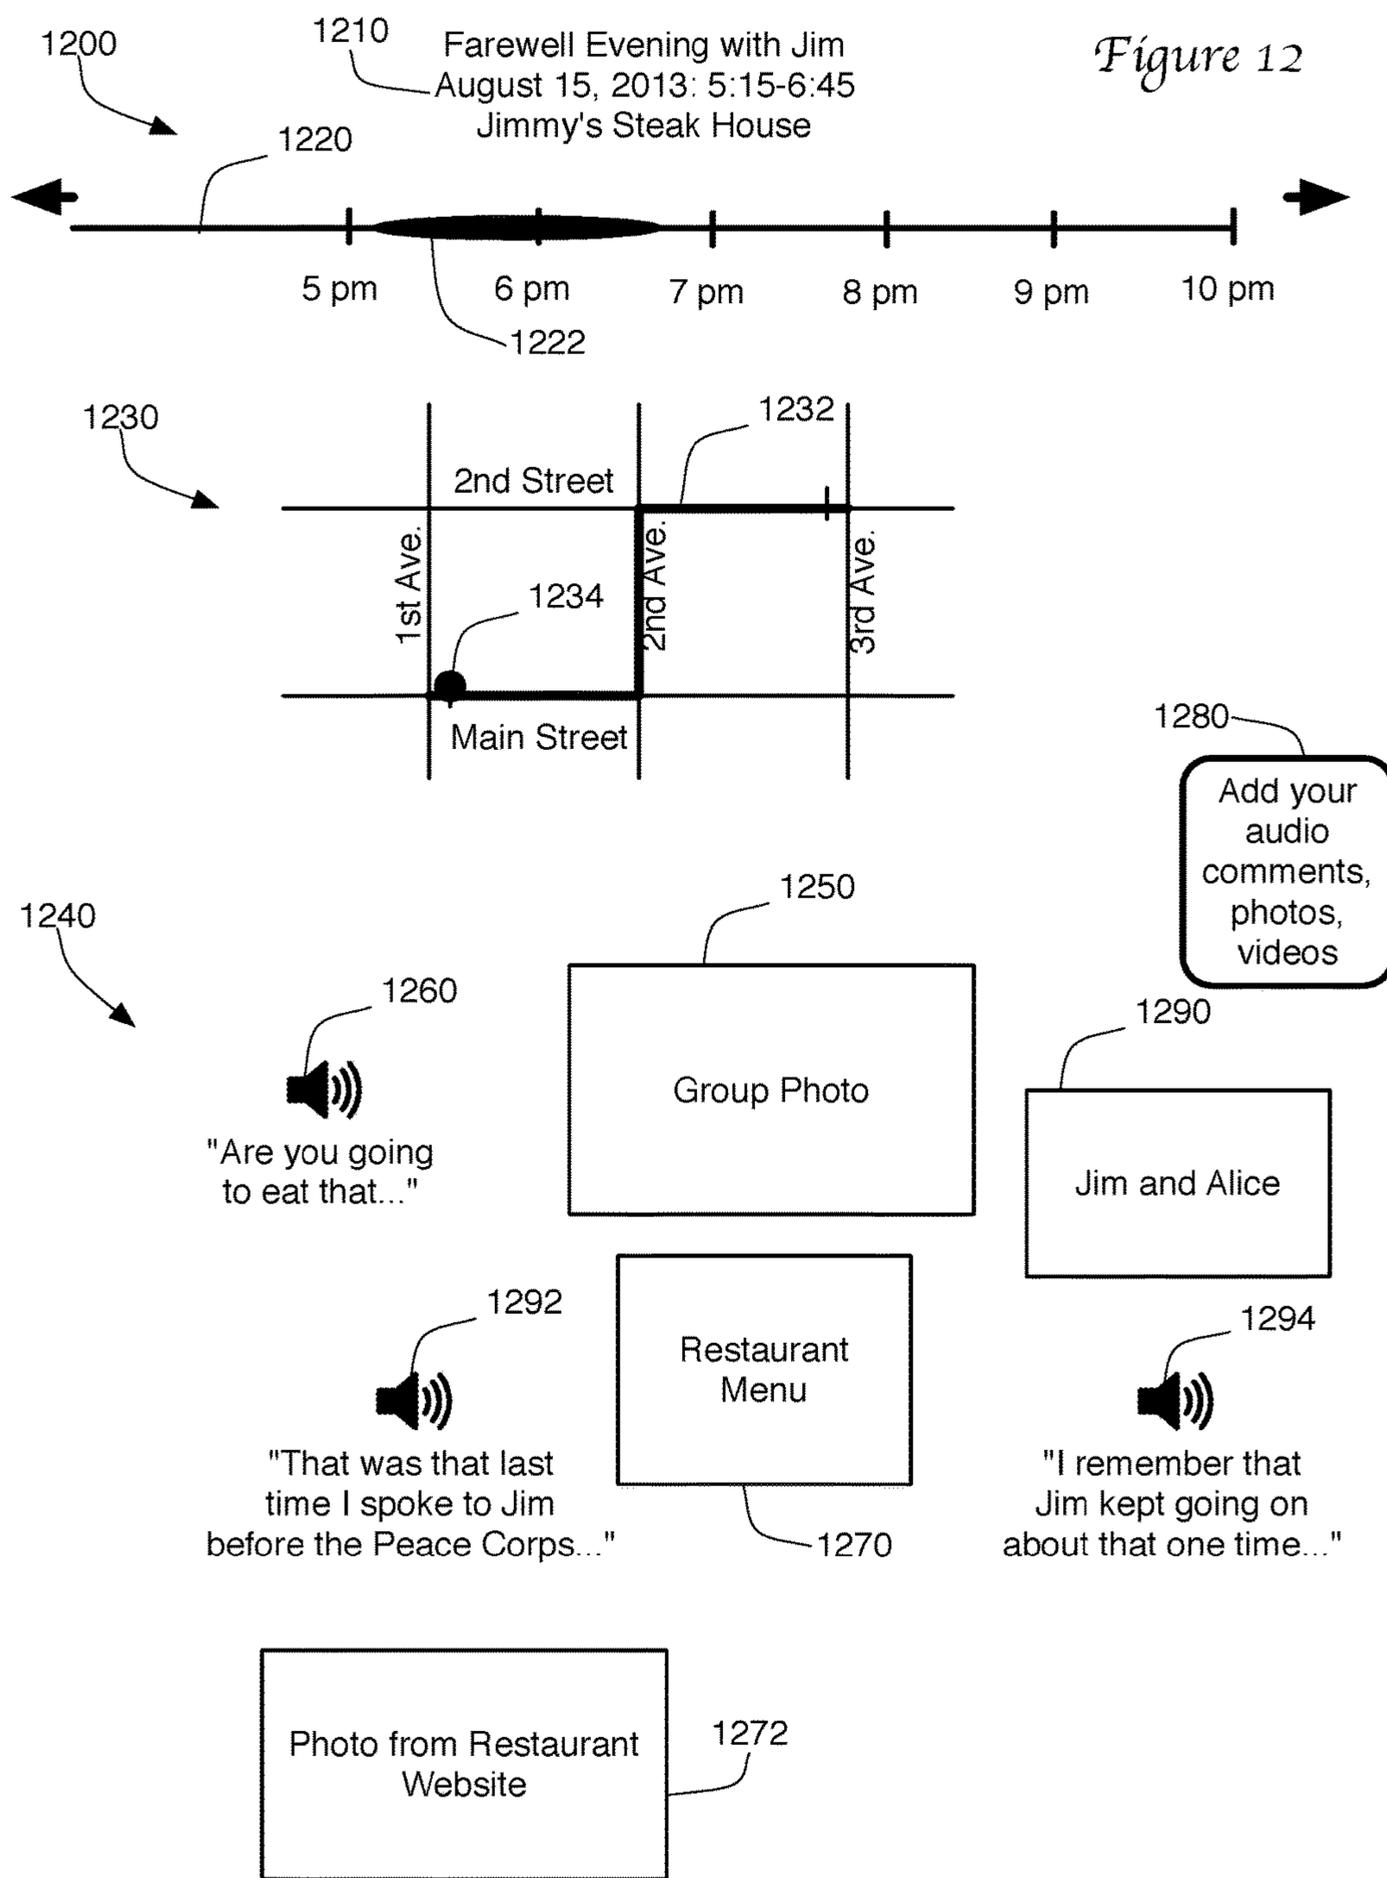 1200
1210
Farewell Evening with Jim
August 15, 2013: 5:15-6:45
Jimmy's Steak House
Figure 12
1220
5 pm
6 pm
7 pm
8 pm
9 pm
10 pm
1222
1230
1232
2nd Street
1st Ave.
2nd Ave.
3rd Ave.
1234
Main Street
1280
Add your
audio
comments,
photos,
videos
1240
1250
1260
Group Photo
"Are you going
to eat that..."
1290
Jim and Alice
1292
Restaurant
Menu
1294
"That was that last
time I spoke to Jim
before the Peace Corps..."
1270
"I remember that
Jim kept going on
about that one time..."
Photo from Restaurant
Website
1272